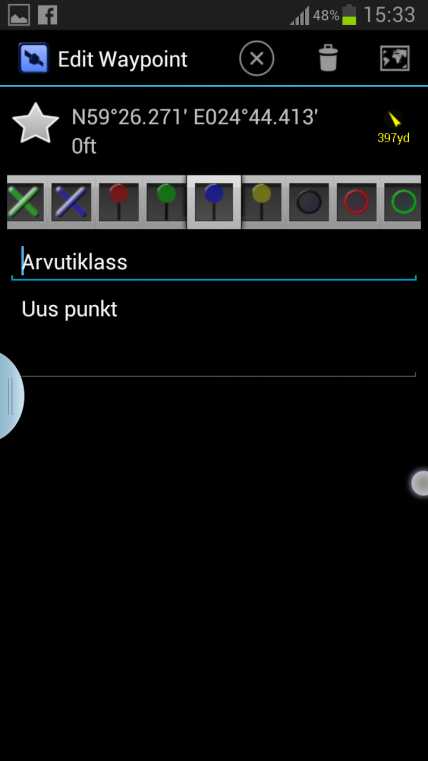 48% 15:33
Edit Waypoint
N59°26.271' E024°44.413'
0ft
397yd
Arvutiklass
Uus punkt